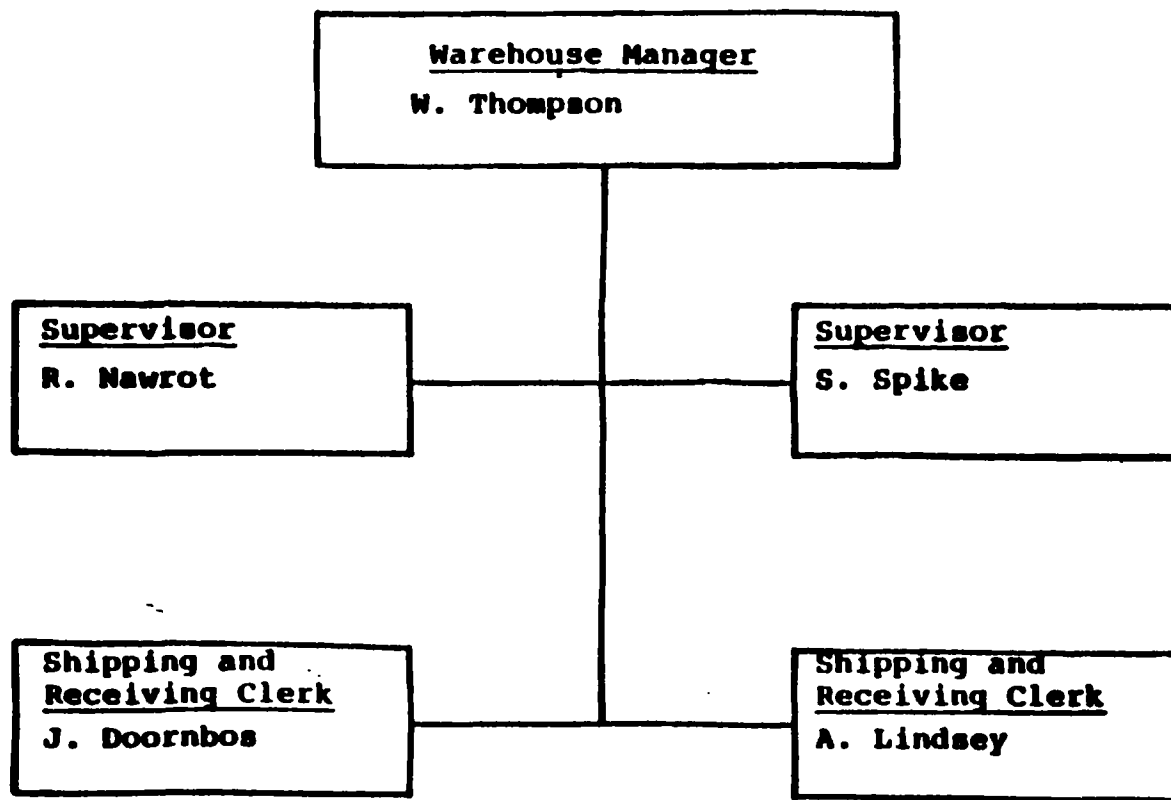 Warehouse Manager
W. Thompson
Supervisor
R. Nawrot
Supervisor
S. Spike
Shipping and
Receiving Clerk
J. Doornbos
Shipping and
Receiving Clerk
A. Lindsey